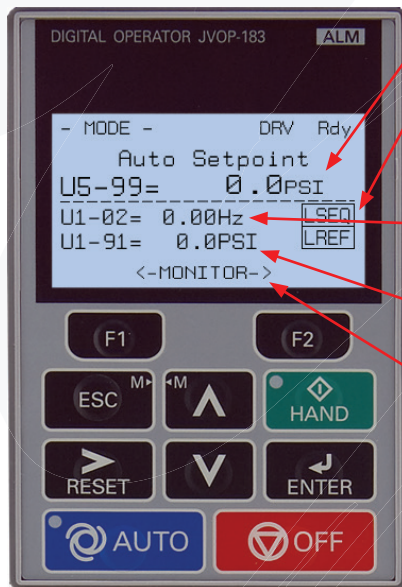 DIGITAL OPERATOR JVOP-183 ALM
- MODE - DRV Rdy
Auto Setpoint
U5-99= 0.0PSI
U1-02= 0.00Hz LSEQ
U1-91= 0.0PSI LREF
<-MONITOR->
F1 F2
ESC M M HAND
RESET ENTER
AUTO OFF